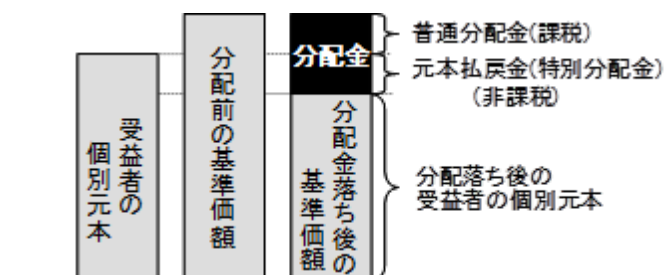 受益者の
個別元本
分配前の基準価額
分配金
分配金落ち後の
基準価額
普通分配金(課税)
元本払戻金(特別分配金)
(非課税)
分配落ち後の
受益者の個別元本